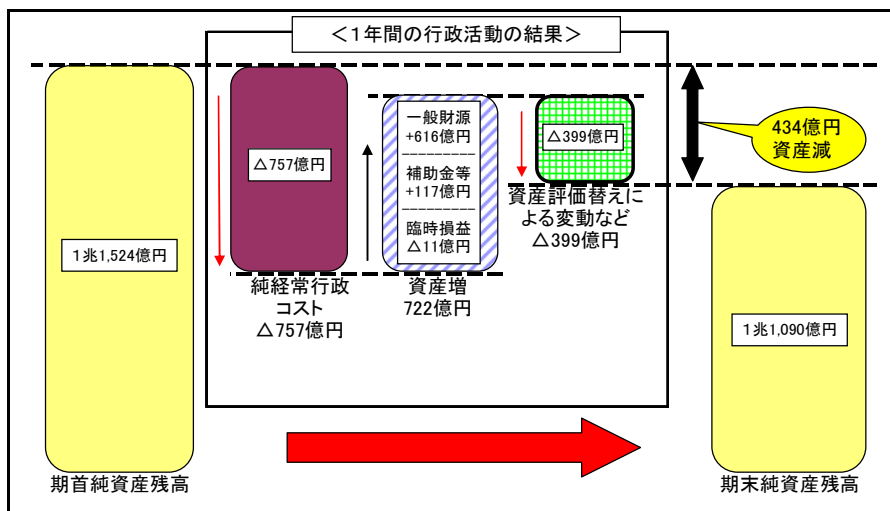 ＜１年間の行政活動の結果＞
１兆1,524億円
期首純資産残高
△757億円
純経常行政
コスト
△757億円
一般財源
+616億円
補助金等
+117億円
臨時損益
△11億円
資産増
722億円
△399億円
資産評価替えに
よる変動など
△399億円
434億円
資産減
１兆1,090億円
期末純資産残高